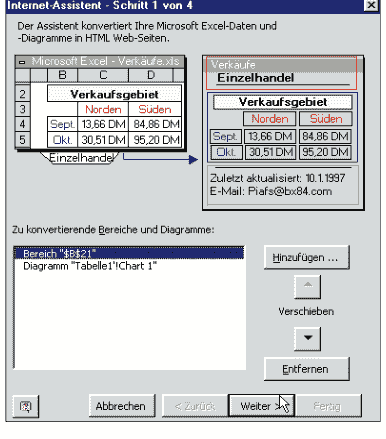 Internet-Assistent - Schritt 1 von 4
Der Assistent konvertiert Ihre Microsoft Excel-Daten und
-Diagramme in HTML Web-Seiten.
Microsoft Excel - Verkäufe.xls
B C D
2 Verkaufsgebiet
3 Norden Süden
4 Sept. 13,66 DM 84,86 DM
5 Okt. 30,51 DM 95,20 DM
Einzelhandel
Verkäufe
Einzelhandel
Verkaufsgebiet
Norden Süden
Sept. 13,66 DM 84,86 DM
Okt. 30,51 DM 95,20 DM
Zuletzt aktualisiert: 10.1.1997
E-Mail: Piafs@bx84.com
Zu konvertierende Bereiche und Diagramme:
Bereich "$B$21"
Diagramm "Tabelle1'!Chart 1"
Hinzufügen ...
Verschieben
Entfernen
Abbrechen < Zurück Weiter > Fertig